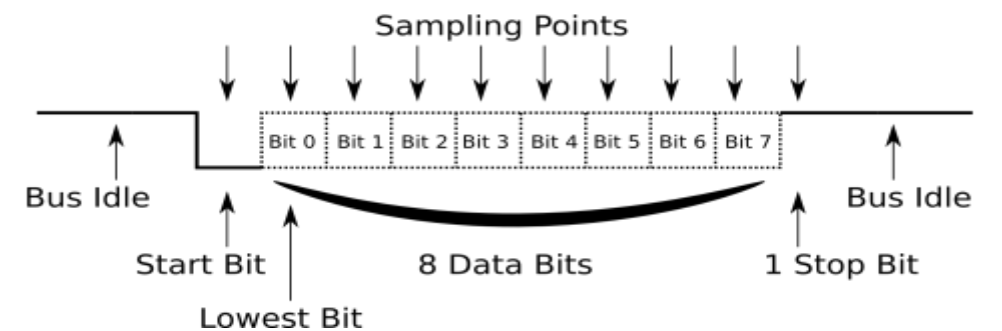 Sampling Points
Bit 0 Bit 1 Bit 2 Bit 3 Bit 4 Bit 5 Bit 6 Bit 7
Bus Idle Bus Idle
Start Bit 8 Data Bits 1 Stop Bit
Lowest Bit